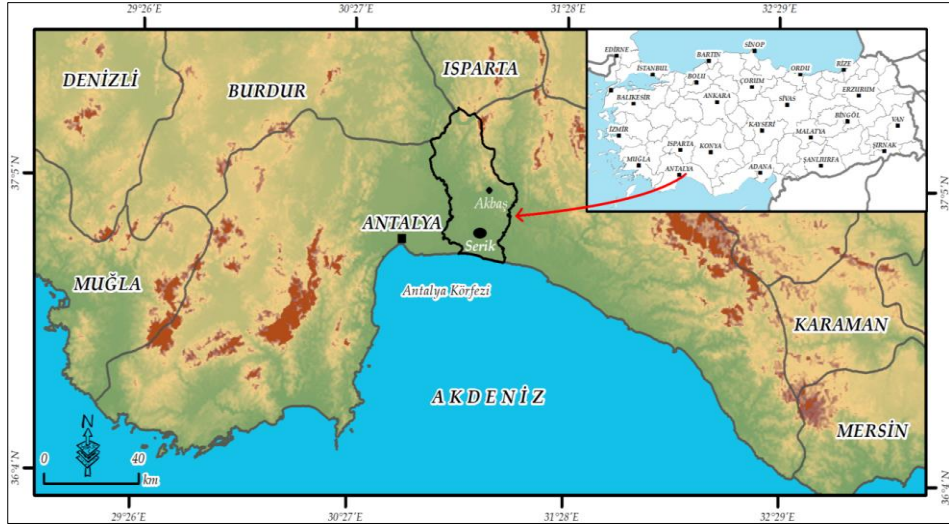 29°26'E 30°27'E 31°28'E 32°29'E
37°5'N
36°4'N
37°5'N
36°4'N
DENİZLİ
BURDUR
ISPARTA
ANTALYA
MUĞLA
KARAMAN
MERSİN
Akbaş
Serik
Antalya Körfezi
AKDENİZ
N
0 40
km
EDİRNE
İSTANBUL
BARTIN
SİNOP
ORDU
RİZE
BOLU
ÇORUM
BALIKESİR
ANKARA
SİVAS
ERZURUM
İZMİR
KAYSERİ
BİNGÖL
VAN
ISPARTA
KONYA
MALATYA
MUĞLA
ANTALYA
ADANA
ŞANLIURFA
ŞIRNAK
29°26'E 30°27'E 31°28'E 32°29'E